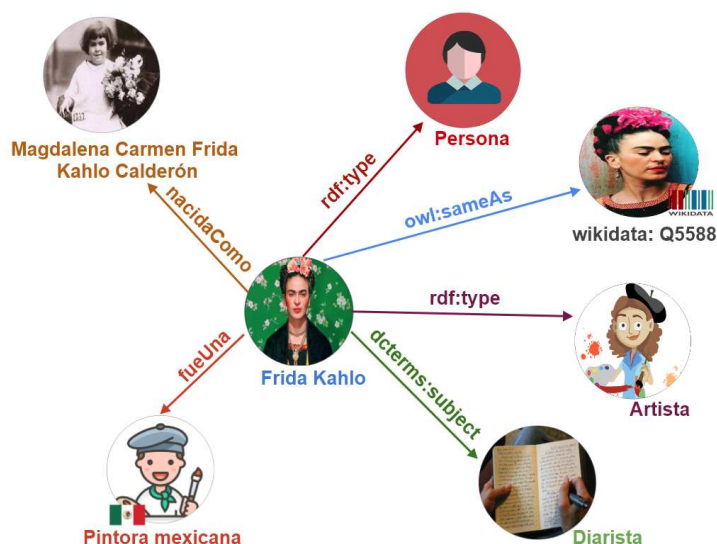 Persona
Magdalena Carmen Frida
Kahlo Calderón
rdf:type
owl:sameAs
WIKIDATA
wikidata: Q5588
nacidaComo
rdf:type
fueUna
Frida Kahlo
dcterms:subject
Artista
Pintora mexicana
Diarista